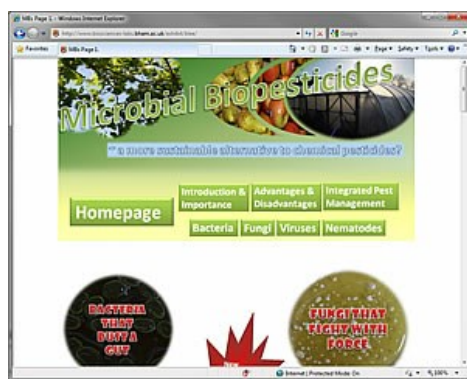 MBs Page 1. - Windows Internet Explorer
Google
Favorites
MBs Page 1.
Page
Safety
Tools
Microbial Biopesticides
a more sustainable alternative to chemical pesticides?
Homepage
Introduction &
Importance
Advantages &
Disadvantages
Integrated Pest
Management
Bacteria
Fungi
Viruses
Nematodes
BACTERIA
THAT
BUST A
GUT
FUNGI THAT
FIGHT WITH
FORCE
NEW
Internet | Protected Mode: On
100%